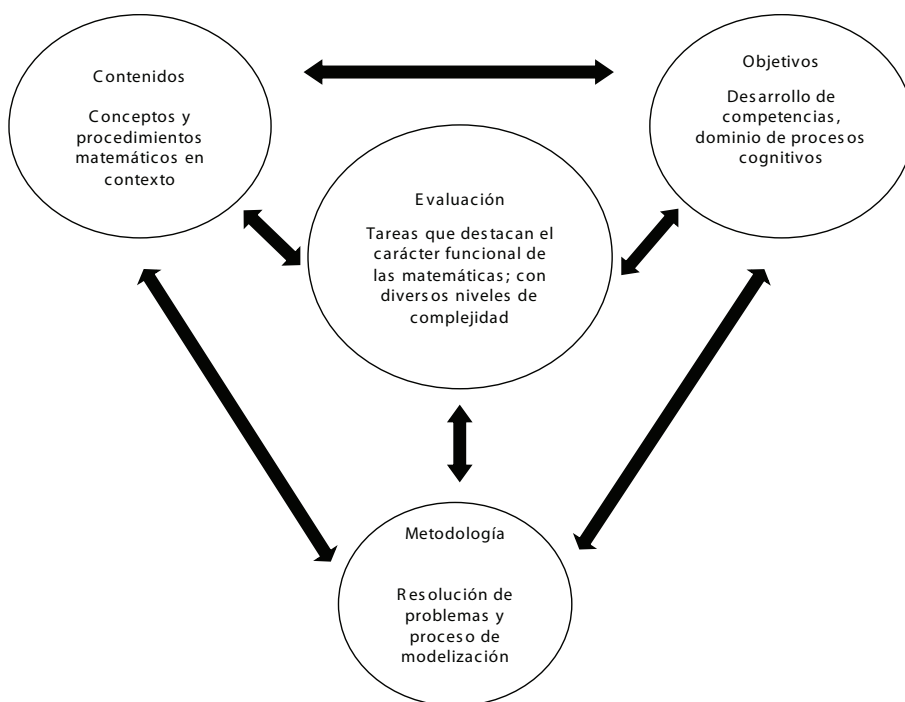 Contenidos
Conceptos y
procedimientos
matemáticos en
contexto
Objetivos
Desarrollo de
competencias,
dominio de procesos
cognitivos
Evaluación
Tareas que destacan el
carácter funcional de
las matemáticas; con
diversos niveles de
complejidad
Metodología
Resolución de
problemas y
proceso de
modelización